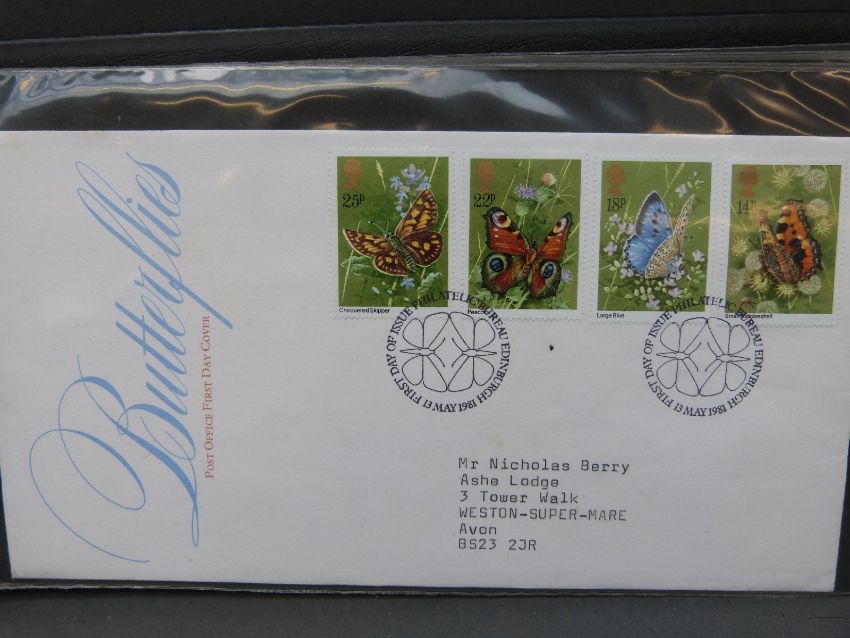 Butterflies
POST OFFICE FIRST DAY COVER
25P
22P
18P
14P
Chequered Skipper
Peacock
Large Blue
Small Tortoiseshell
FIRST DAY OF ISSUE PHILATELIC BUREAU EDINBURGH
13 MAY 1981
FIRST DAY OF ISSUE PHILATELIC BUREAU EDINBURGH
13 MAY 1981
Mr Nicholas Berry
Ashe Lodge
3 Tower Walk
WESTON-SUPER-MARE
Avon
BS23 2JR